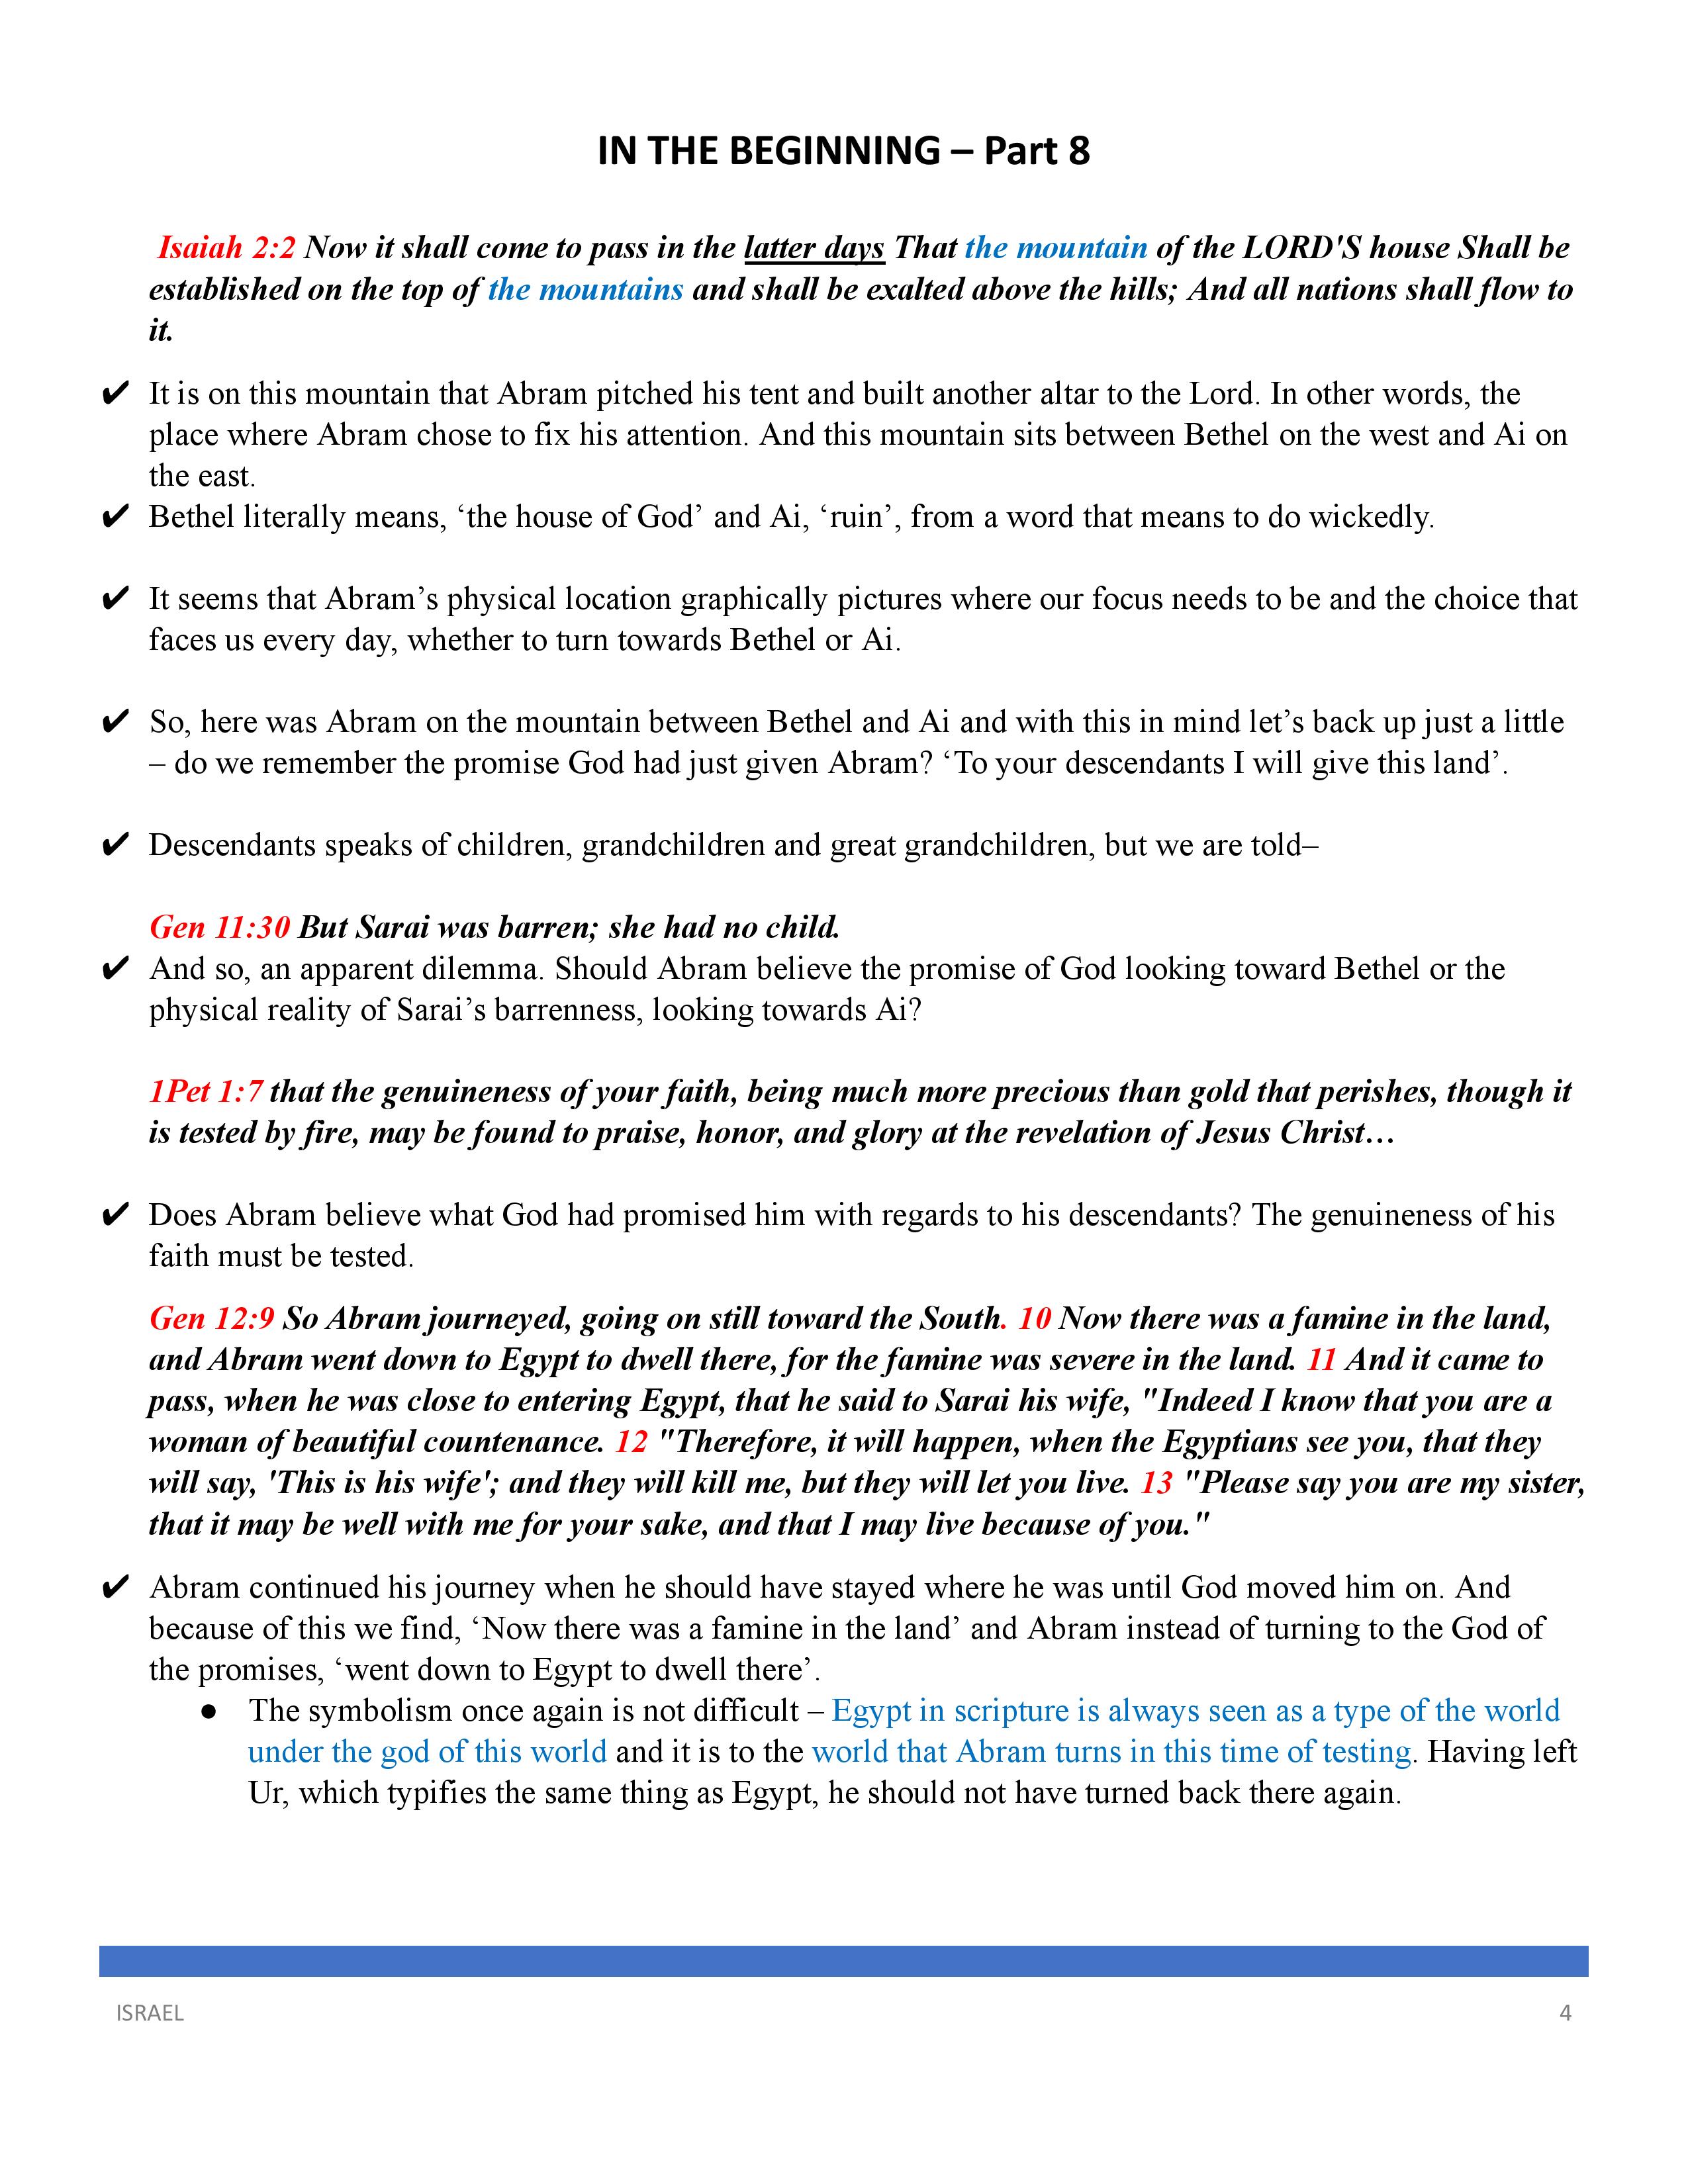 IN THE BEGINNING – Part 8
Isaiah 2:2 Now it shall come to pass in the latter days That the mountain of the LORD'S house Shall be
established on the top of the mountains and shall be exalted above the hills; And all nations shall flow to
it.
✔ It is on this mountain that Abram pitched his tent and built another altar to the Lord. In other words, the
place where Abram chose to fix his attention. And this mountain sits between Bethel on the west and Ai on
the east.
✔ Bethel literally means, ‘the house of God’ and Ai, ‘ruin’, from a word that means to do wickedly.
✔ It seems that Abram’s physical location graphically pictures where our focus needs to be and the choice that
faces us every day, whether to turn towards Bethel or Ai.
✔ So, here was Abram on the mountain between Bethel and Ai and with this in mind let’s back up just a little
– do we remember the promise God had just given Abram? ‘To your descendants I will give this land’.
✔ Descendants speaks of children, grandchildren and great grandchildren, but we are told–
Gen 11:30 But Sarai was barren; she had no child.
✔ And so, an apparent dilemma. Should Abram believe the promise of God looking toward Bethel or the
physical reality of Sarai’s barrenness, looking towards Ai?
1Pet 1:7 that the genuineness of your faith, being much more precious than gold that perishes, though it
is tested by fire, may be found to praise, honor, and glory at the revelation of Jesus Christ…
✔ Does Abram believe what God had promised him with regards to his descendants? The genuineness of his
faith must be tested.
Gen 12:9 So Abram journeyed, going on still toward the South. 10 Now there was a famine in the land,
and Abram went down to Egypt to dwell there, for the famine was severe in the land. 11 And it came to
pass, when he was close to entering Egypt, that he said to Sarai his wife, "Indeed I know that you are a
woman of beautiful countenance. 12 "Therefore, it will happen, when the Egyptians see you, that they
will say, 'This is his wife'; and they will kill me, but they will let you live. 13 "Please say you are my sister,
that it may be well with me for your sake, and that I may live because of you."
✔ Abram continued his journey when he should have stayed where he was until God moved him on. And
because of this we find, ‘Now there was a famine in the land’ and Abram instead of turning to the God of
the promises, ‘went down to Egypt to dwell there’.
● The symbolism once again is not difficult – Egypt in scripture is always seen as a type of the world
under the god of this world and it is to the world that Abram turns in this time of testing. Having left
Ur, which typifies the same thing as Egypt, he should not have turned back there again.
ISRAEL 4